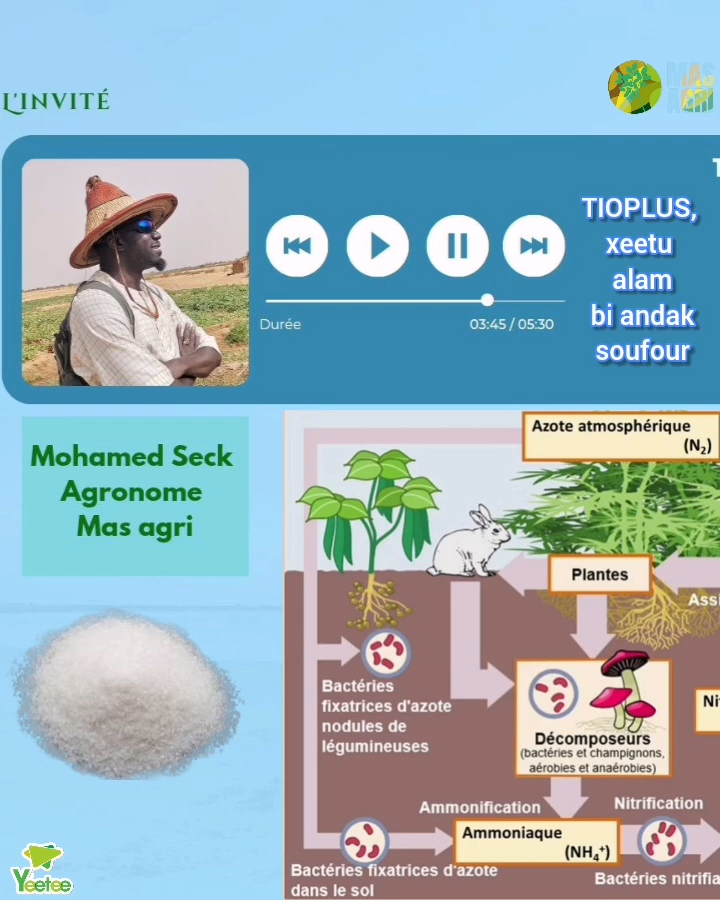 L'INVITÉ
MAS
AGRI
TIOPLUS,
xeetu
alam
bi andak
soufour
Durée
03:45 / 05:30
Mohamed Seck
Agronome
Mas agri
Azote atmosphérique
(N₂)
Plantes
Bactéries
fixatrices d'azote
nodules de
légumineuses
Décomposeurs
(bactéries et champignons,
aérobies et anaérobies)
Ammonification
Nitrification
Ammoniaque
(NH₄⁺)
Bactéries fixatrices d'azote
dans le sol
Yeetee